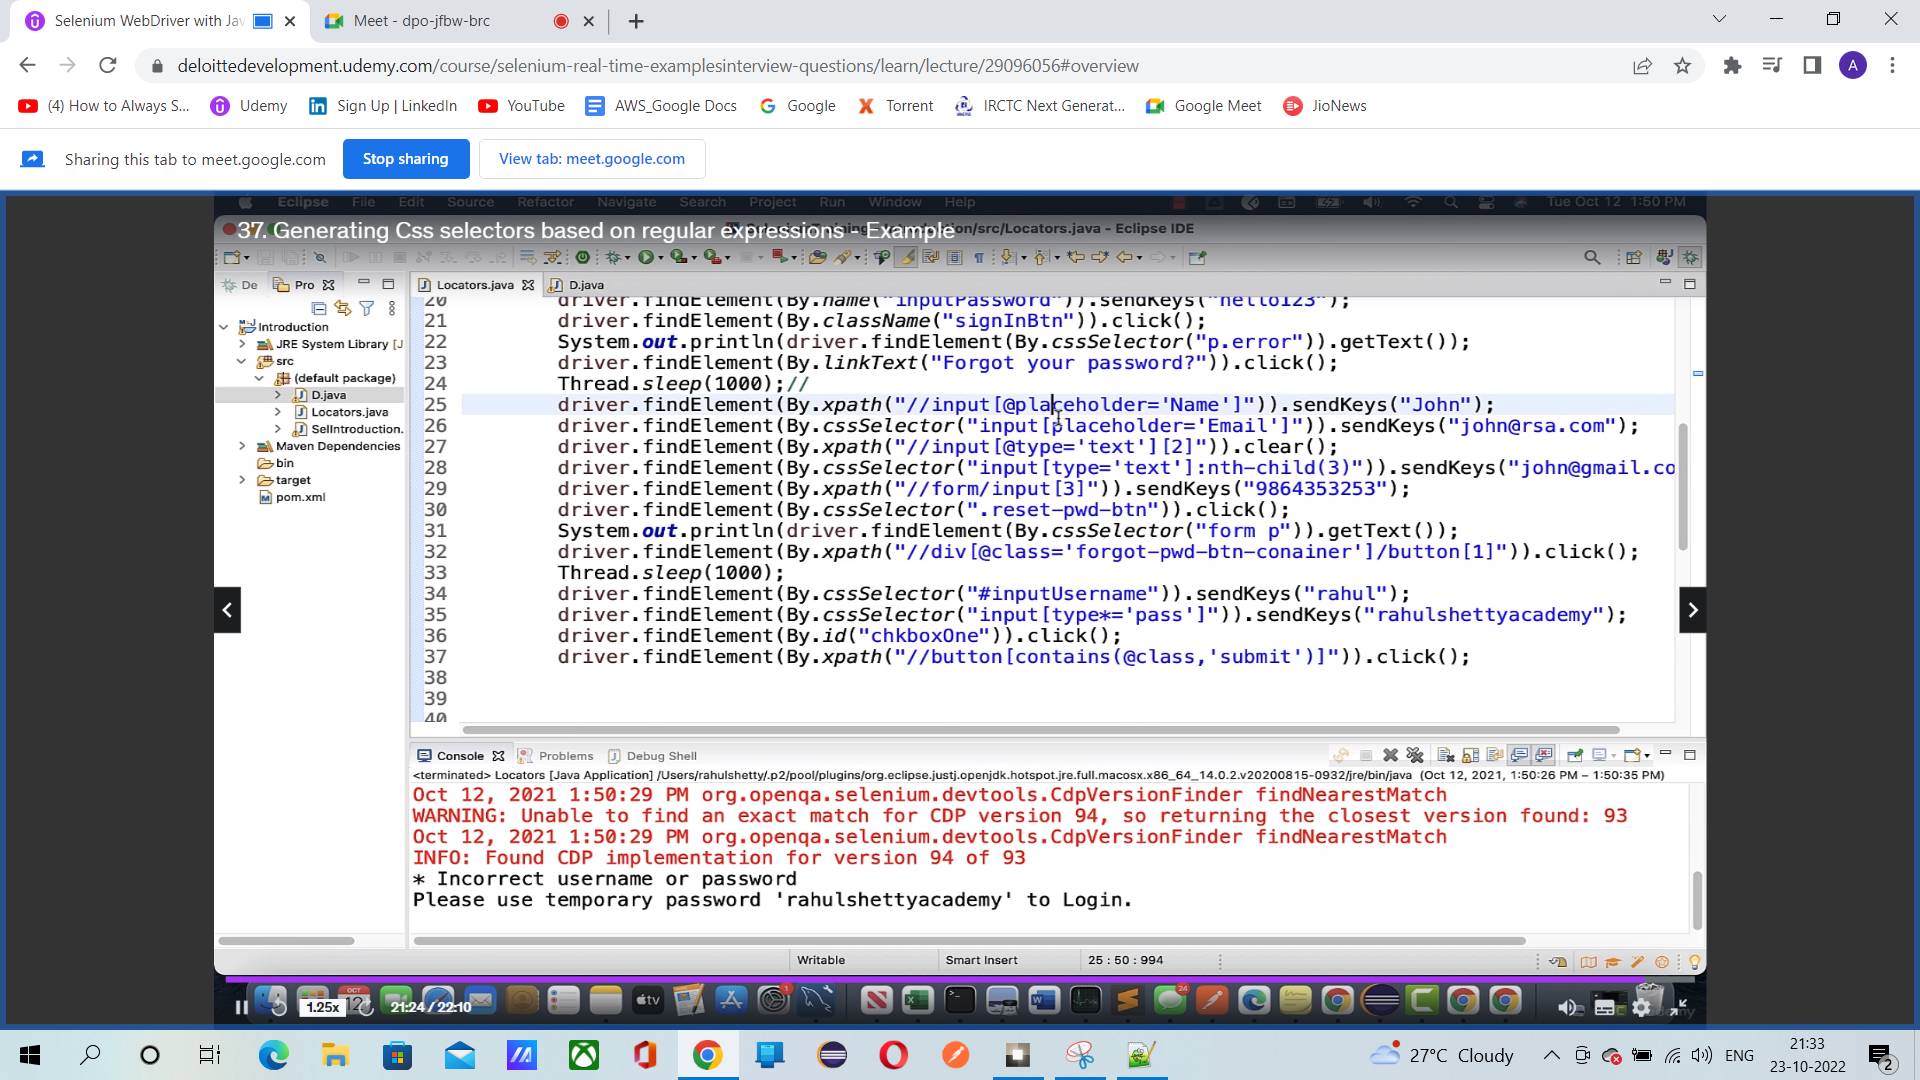 Selenium WebDriver with Jav
Meet - dpo-jfbw-brc
deloittedevelopment.udemy.com/course/selenium-real-time-examplesinterview-questions/learn/lecture/29096056#overview
A
(4) How to Always S...
Udemy
Sign Up | LinkedIn
YouTube
AWS_Google Docs
Google
Torrent
IRCTC Next Generat...
Google Meet
JioNews
Sharing this tab to meet.google.com
Stop sharing
View tab: meet.google.com
Eclipse File Edit Source Refactor Navigate Search Project Run Window Help
Tue Oct 12 1:50 PM
37. Generating Css selectors based on regular expressions - Example
ion/src/Locators.java - Eclipse IDE
De
Pro
Locators.java
D.java
Introduction
JRE System Library [J
src
(default package)
D.java
Locators.java
SelIntroduction.
Maven Dependencies
bin
target
pom.xml
20 driver.findElement(By.name("inputPassword")).sendKeys("hello123");
21 driver.findElement(By.className("signInBtn")).click();
22 System.out.println(driver.findElement(By.cssSelector("p.error")).getText());
23 driver.findElement(By.linkText("Forgot your password?")).click();
24 Thread.sleep(1000);//
25 driver.findElement(By.xpath("//input[@placeholder='Name']")).sendKeys("John");
26 driver.findElement(By.cssSelector("input[placeholder='Email']")).sendKeys("john@rsa.com");
27 driver.findElement(By.xpath("//input[@type='text'][2]")).clear();
28 driver.findElement(By.cssSelector("input[type='text']:nth-child(3)")).sendKeys("john@gmail.co
29 driver.findElement(By.xpath("//form/input[3]")).sendKeys("9864353253");
30 driver.findElement(By.cssSelector(".reset-pwd-btn")).click();
31 System.out.println(driver.findElement(By.cssSelector("form p")).getText());
32 driver.findElement(By.xpath("//div[@class='forgot-pwd-btn-conainer']/button[1]")).click();
33 Thread.sleep(1000);
34 driver.findElement(By.cssSelector("#inputUsername")).sendKeys("rahul");
35 driver.findElement(By.cssSelector("input[type*='pass']")).sendKeys("rahulshettyacademy");
36 driver.findElement(By.id("chkboxOne")).click();
37 driver.findElement(By.xpath("//button[contains(@class,'submit')]")).click();
38
39
40
Console
Problems
Debug Shell
<terminated> Locators [Java Application] /Users/rahulshetty/.p2/pool/plugins/org.eclipse.justj.openjdk.hotspot.jre.full.macosx.x86_64_14.0.2.v20200815-0932/jre/bin/java (Oct 12, 2021, 1:50:26 PM – 1:50:35 PM)
Oct 12, 2021 1:50:29 PM org.openqa.selenium.devtools.CdpVersionFinder findNearestMatch
WARNING: Unable to find an exact match for CDP version 94, so returning the closest version found: 93
Oct 12, 2021 1:50:29 PM org.openqa.selenium.devtools.CdpVersionFinder findNearestMatch
INFO: Found CDP implementation for version 94 of 93
* Incorrect username or password
Please use temporary password 'rahulshettyacademy' to Login.
Writable
Smart Insert
25 : 50 : 994
1.25x
21:24 / 22:10
27°C Cloudy
ENG
21:33
23-10-2022
2